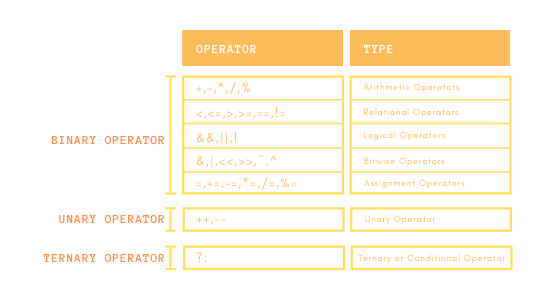 OPERATOR TYPE
+,-,*,/,% Arithmetic Operators
<,<=,>,>=,==,!= Relational Operators
&&,||,! Logical Operators
BINARY OPERATOR
&,|,<<,>>,~,^ Bitwise Operators
=,+=,-=,*=,/=,%= Assignment Operators
UNARY OPERATOR ++,-- Unary Operator
TERNARY OPERATOR ?: Ternary or Conditional Operator